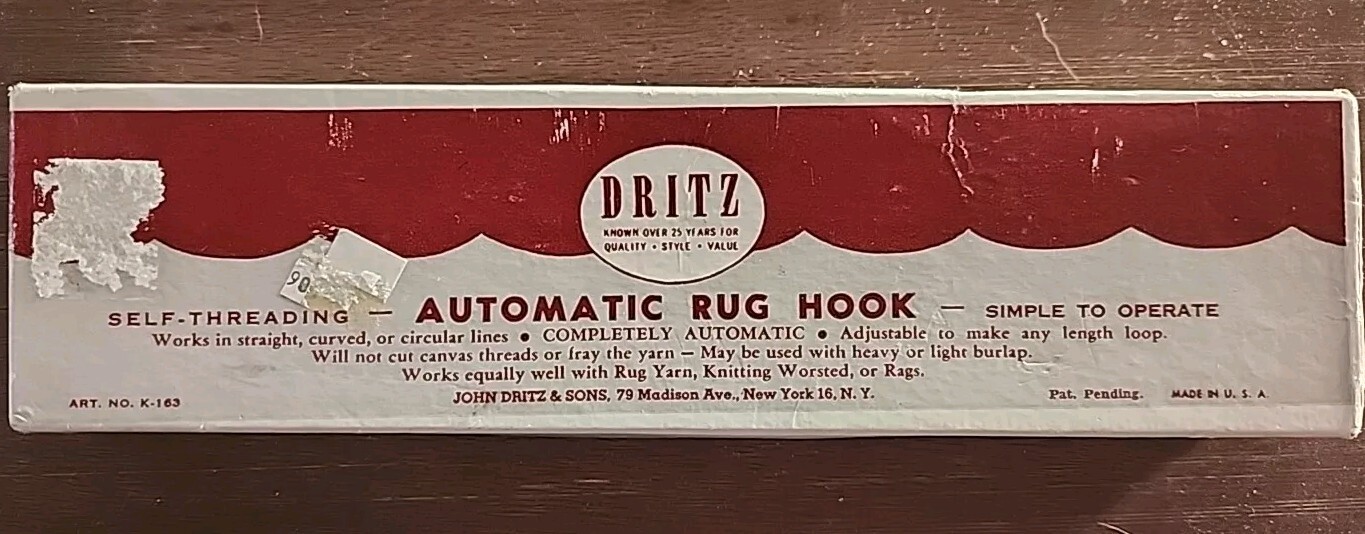 DRITZ
KNOWN OVER 25 YEARS FOR
QUALITY • STYLE • VALUE
90
SELF-THREADING — AUTOMATIC RUG HOOK — SIMPLE TO OPERATE
Works in straight, curved, or circular lines • COMPLETELY AUTOMATIC • Adjustable to make any length loop.
Will not cut canvas threads or fray the yarn — May be used with heavy or light burlap.
Works equally well with Rug Yarn, Knitting Worsted, or Rags.
ART. NO. K-163 JOHN DRITZ & SONS, 79 Madison Ave., New York 16, N. Y. Pat. Pending. MADE IN U. S. A.